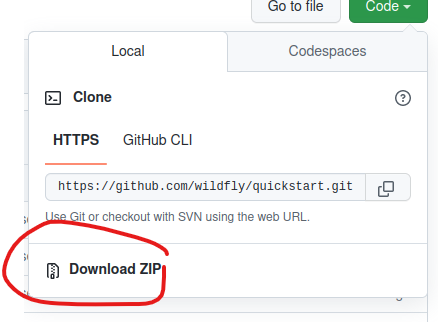 Go to file
Code
Local
Codespaces
Clone
HTTPS
GitHub CLI
https://github.com/wildfly/quickstart.git
Use Git or checkout with SVN using the web URL.
Download ZIP